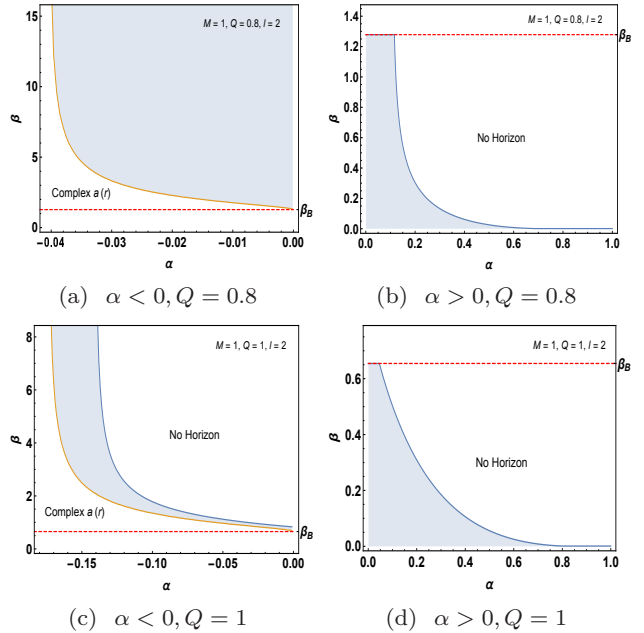 M = 1, Q = 0.8, l = 2
15
10
5
0
β
Complex a(r)
β_B
−0.04 −0.03 −0.02 −0.01 0.00
α
(a) α < 0, Q = 0.8
M = 1, Q = 0.8, l = 2
1.4
1.2
1.0
0.8
0.6
0.4
0.2
0.0
β
β_B
No Horizon
0.0 0.2 0.4 0.6 0.8 1.0
α
(b) α > 0, Q = 0.8
M = 1, Q = 1, l = 2
8
6
4
2
0
β
No Horizon
Complex a(r)
β_B
−0.15 −0.10 −0.05 0.00
α
(c) α < 0, Q = 1
M = 1, Q = 1, l = 2
0.6
0.4
0.2
0.0
β
β_B
No Horizon
0.0 0.2 0.4 0.6 0.8 1.0
α
(d) α > 0, Q = 1